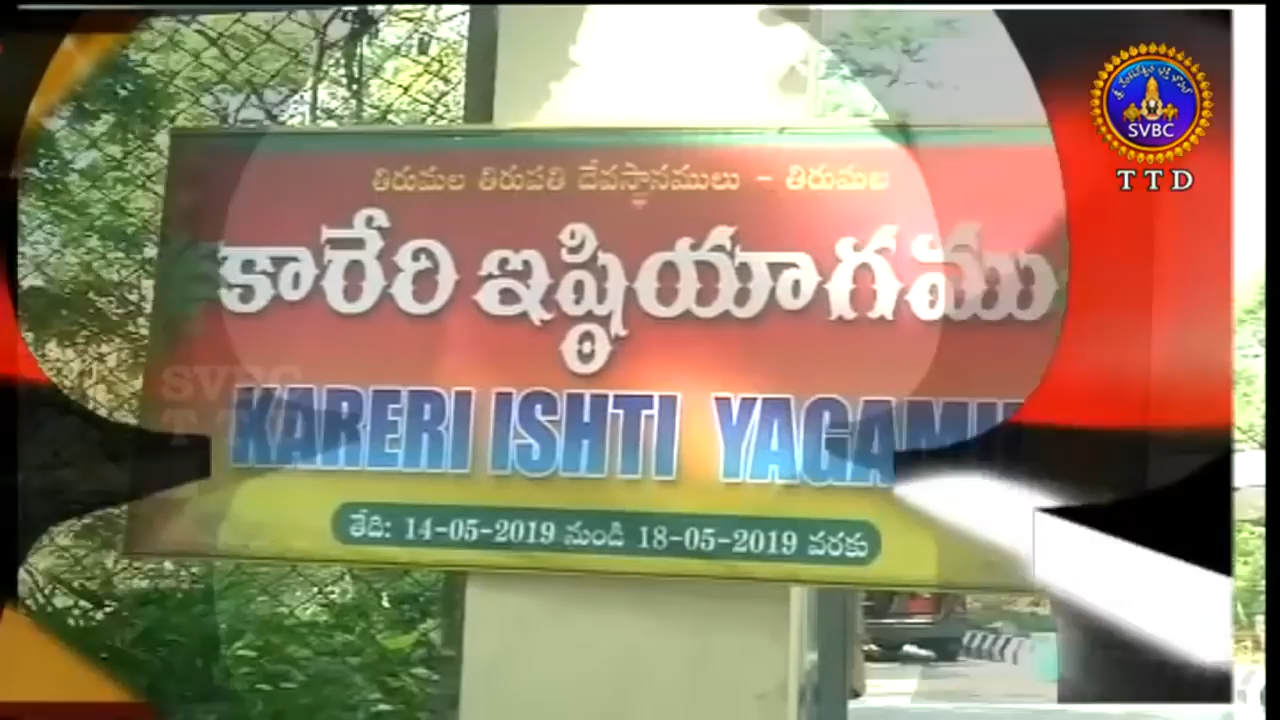 తిరుమల తిరుపతి దేవస్థానములు - తిరుమల
కారేరి ఇష్ఠియాగము
KARERI ISHTI YAGAMU
తేది: 14-05-2019 నుండి 18-05-2019 వరకు
SVBC
TTD
SVBC